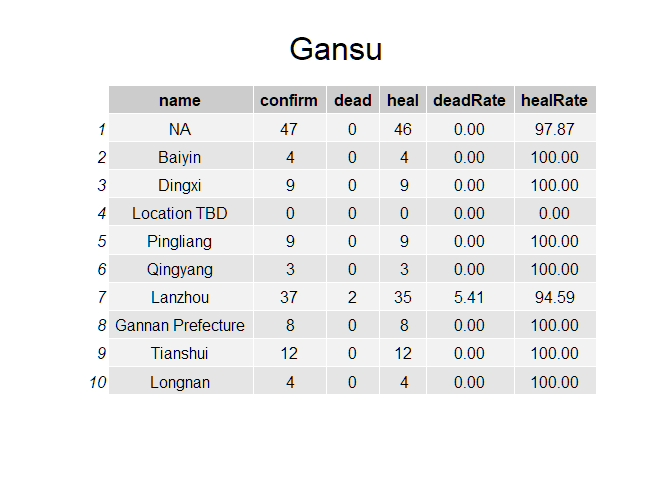 Gansu
name confirm dead heal deadRate healRate
1 NA 47 0 46 0.00 97.87
2 Baiyin 4 0 4 0.00 100.00
3 Dingxi 9 0 9 0.00 100.00
4 Location TBD 0 0 0 0.00 0.00
5 Pingliang 9 0 9 0.00 100.00
6 Qingyang 3 0 3 0.00 100.00
7 Lanzhou 37 2 35 5.41 94.59
8 Gannan Prefecture 8 0 8 0.00 100.00
9 Tianshui 12 0 12 0.00 100.00
10 Longnan 4 0 4 0.00 100.00